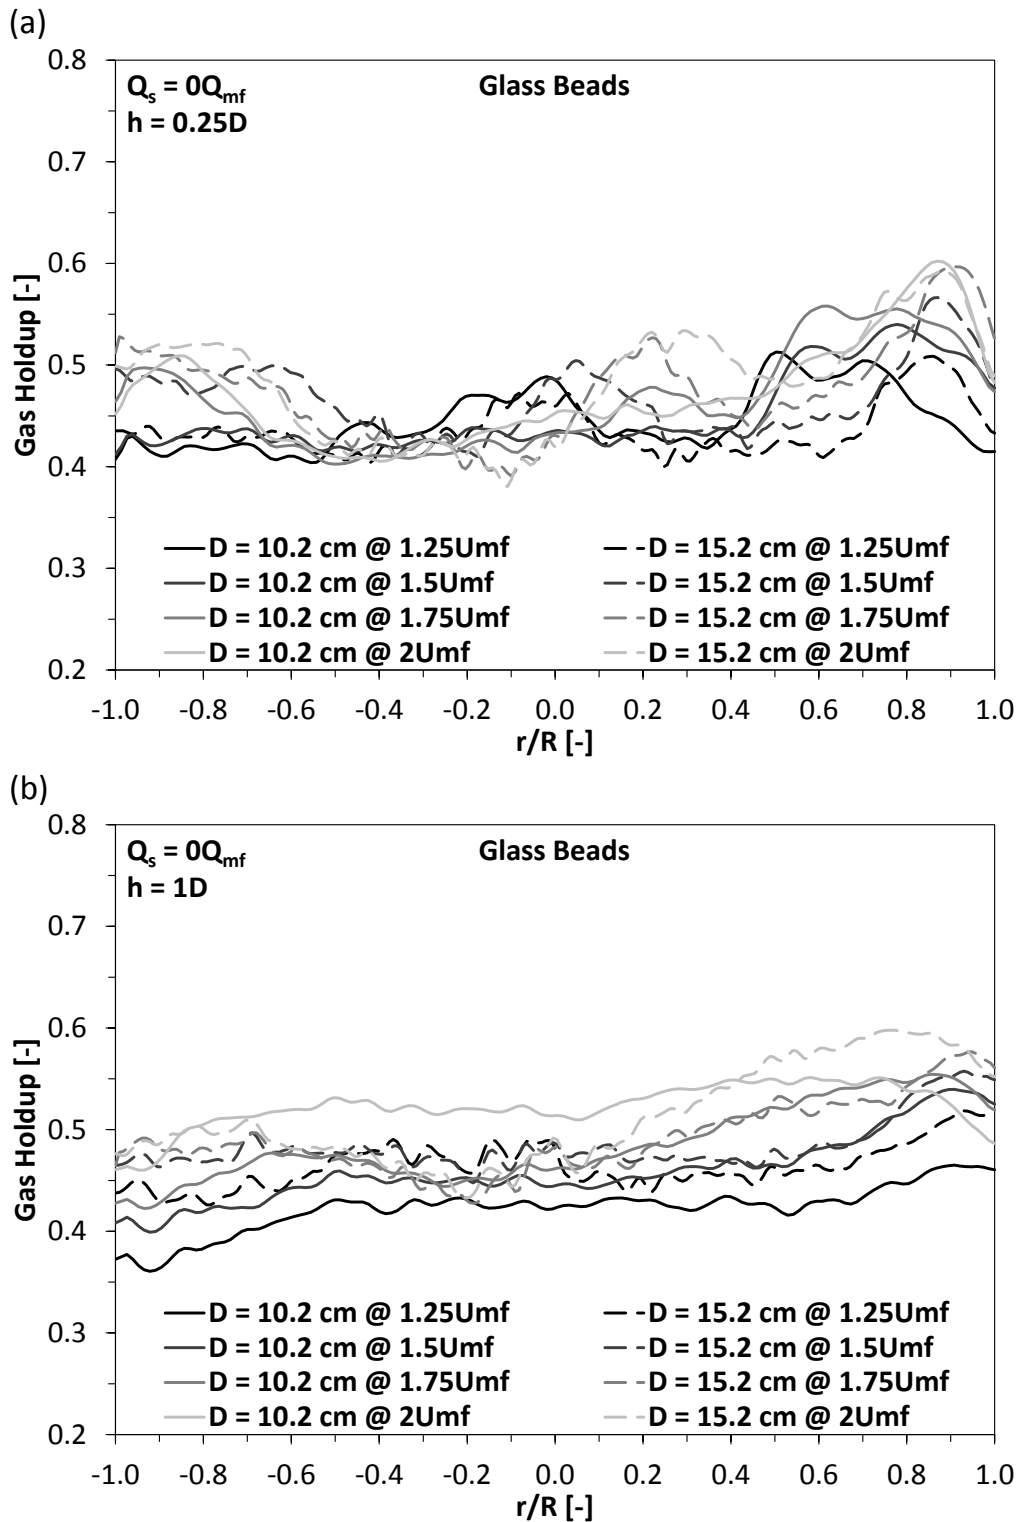 (a)
Q_s = 0Q_mf
h = 0.25D
Glass Beads
Gas Holdup [-]
0.8
0.7
0.6
0.5
0.4
0.3
0.2
D = 10.2 cm @ 1.25Umf
D = 15.2 cm @ 1.25Umf
D = 10.2 cm @ 1.5Umf
D = 15.2 cm @ 1.5Umf
D = 10.2 cm @ 1.75Umf
D = 15.2 cm @ 1.75Umf
D = 10.2 cm @ 2Umf
D = 15.2 cm @ 2Umf
-1.0 -0.8 -0.6 -0.4 -0.2 0.0 0.2 0.4 0.6 0.8 1.0
r/R [-]
(b)
Q_s = 0Q_mf
h = 1D
Glass Beads
Gas Holdup [-]
0.8
0.7
0.6
0.5
0.4
0.3
0.2
D = 10.2 cm @ 1.25Umf
D = 15.2 cm @ 1.25Umf
D = 10.2 cm @ 1.5Umf
D = 15.2 cm @ 1.5Umf
D = 10.2 cm @ 1.75Umf
D = 15.2 cm @ 1.75Umf
D = 10.2 cm @ 2Umf
D = 15.2 cm @ 2Umf
-1.0 -0.8 -0.6 -0.4 -0.2 0.0 0.2 0.4 0.6 0.8 1.0
r/R [-]